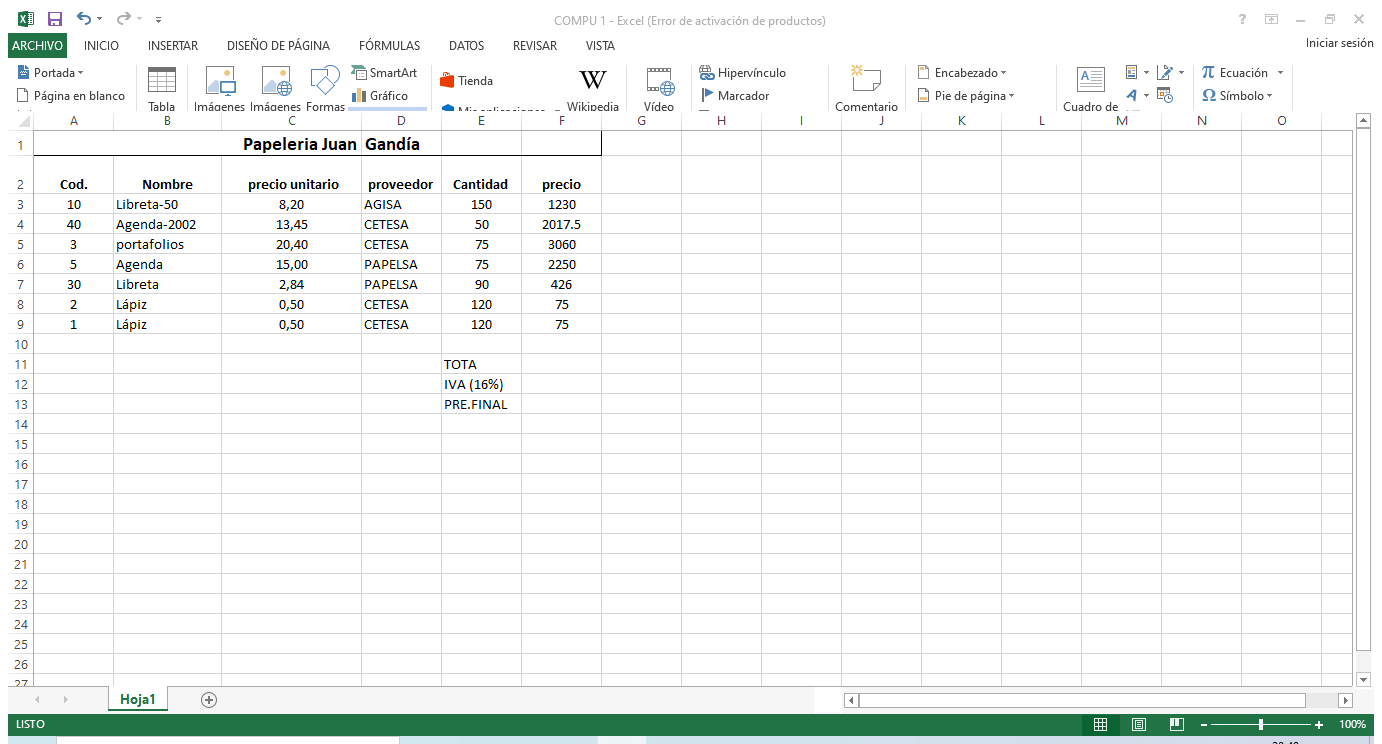 COMPU 1 - Excel (Error de activación de productos)
?
ARCHIVO INICIO INSERTAR DISEÑO DE PÁGINA FÓRMULAS DATOS REVISAR VISTA Iniciar sesión
Portada SmartArt Tienda Hipervínculo Encabezado Ecuación
Página en blanco Gráfico Marcador Pie de página Símbolo
Tabla Imágenes Imágenes Formas Mis aplicaciones Wikipedia Vídeo Comentario Cuadro de
A B C D E F G H I J K L M N O
1 Papeleria Juan Gandía
2 Cod. Nombre precio unitario proveedor Cantidad precio
3 10 Libreta-50 8,20 AGISA 150 1230
4 40 Agenda-2002 13,45 CETESA 50 2017.5
5 3 portafolios 20,40 CETESA 75 3060
6 5 Agenda 15,00 PAPELSA 75 2250
7 30 Libreta 2,84 PAPELSA 90 426
8 2 Lápiz 0,50 CETESA 120 75
9 1 Lápiz 0,50 CETESA 120 75
10
11 TOTA
12 IVA (16%)
13 PRE.FINAL
14
15
16
17
18
19
20
21
22
23
24
25
26
27
Hoja1
LISTO 100%